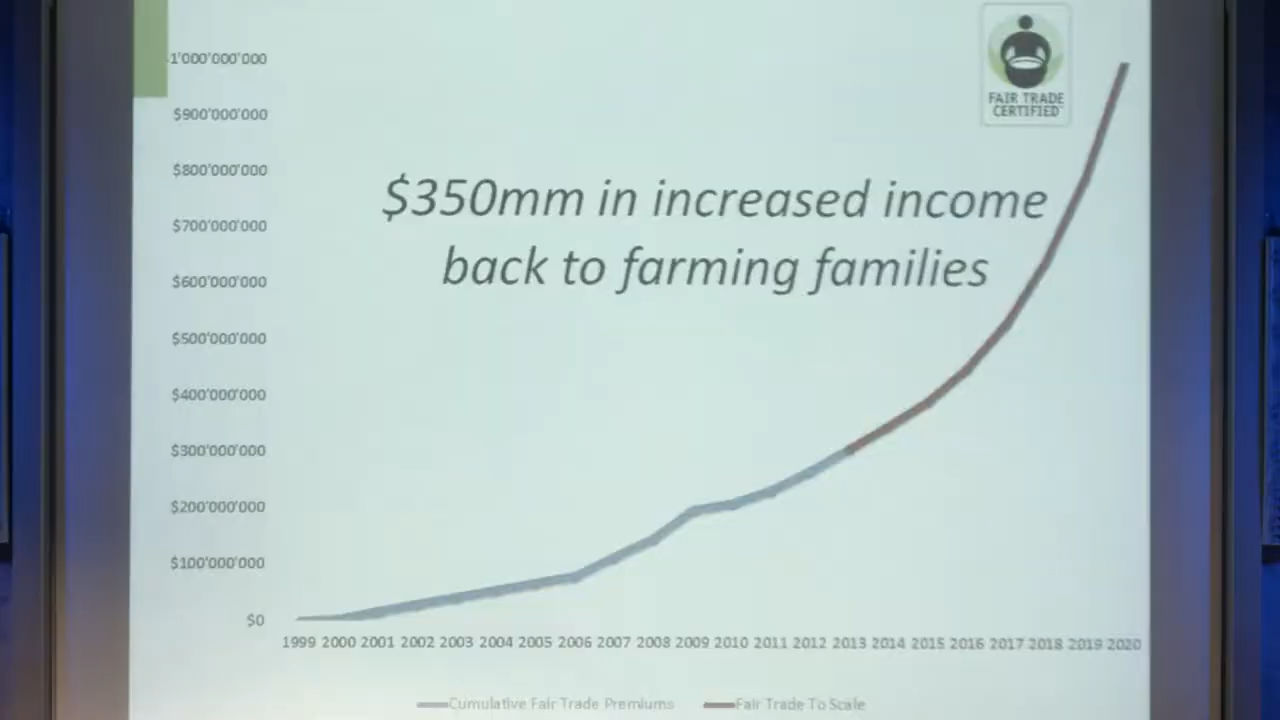 1'000'000'000
$900'000'000
$800'000'000
$700'000'000
$600'000'000
$500'000'000
$400'000'000
$300'000'000
$200'000'000
$100'000'000
$0
FAIR TRADE
CERTIFIED
$350mm in increased income
back to farming families
1999 2000 2001 2002 2003 2004 2005 2006 2007 2008 2009 2010 2011 2012 2013 2014 2015 2016 2017 2018 2019 2020
Cumulative Fair Trade Premiums Fair Trade To Scale